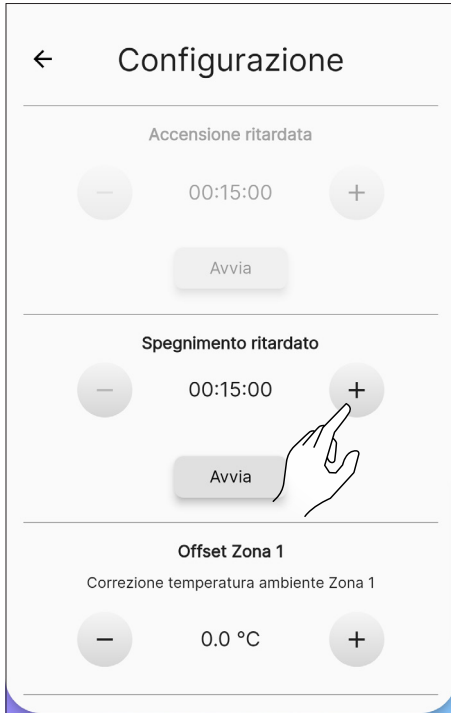 Configurazione
Accensione ritardata
00:15:00
Avvia
Spegnimento ritardato
00:15:00
Avvia
Offset Zona 1
Correzione temperatura ambiente Zona 1
0.0 °C